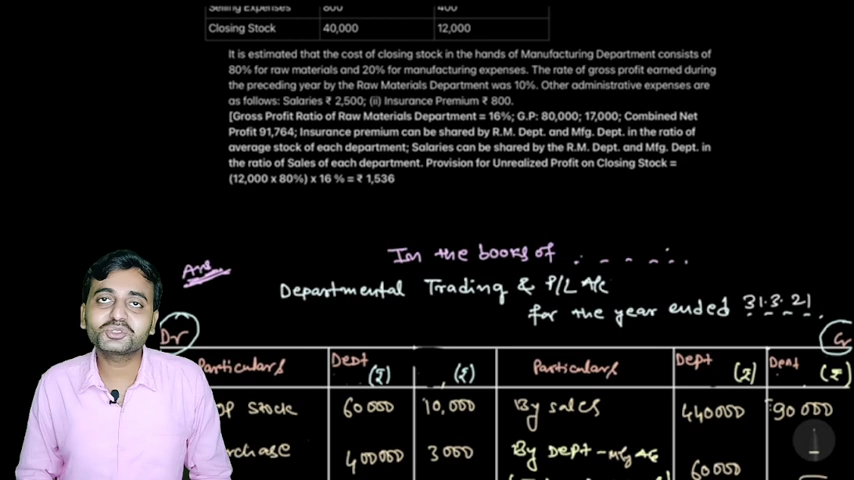 Selling Expenses 800 400
Closing Stock 40,000 12,000
It is estimated that the cost of closing stock in the hands of Manufacturing Department consists of
80% for raw materials and 20% for manufacturing expenses. The rate of gross profit earned during
the preceding year by the Raw Materials Department was 10%. Other administrative expenses are
as follows: Salaries ₹ 2,500; (ii) Insurance Premium ₹ 800.
[Gross Profit Ratio of Raw Materials Department = 16%; G.P: 80,000; 17,000; Combined Net
Profit 91,764; Insurance premium can be shared by R.M. Dept. and Mfg. Dept. in the ratio of
average stock of each department; Salaries can be shared by the R.M. Dept. and Mfg. Dept. in
the ratio of Sales of each department. Provision for Unrealized Profit on Closing Stock =
(12,000 x 80%) x 16 % = ₹ 1,536
Ans
In the books of . . . . . . .
Departmental Trading & P/L A/c
for the year ended 31.3.21
Dr Cr
Particulars Dept (₹) (₹) Particulars Dept (₹) Dept (₹)
op stock 60000 10,000 By sales 440000 90000
400000 3000 By Dept - Mfg A/c 60000